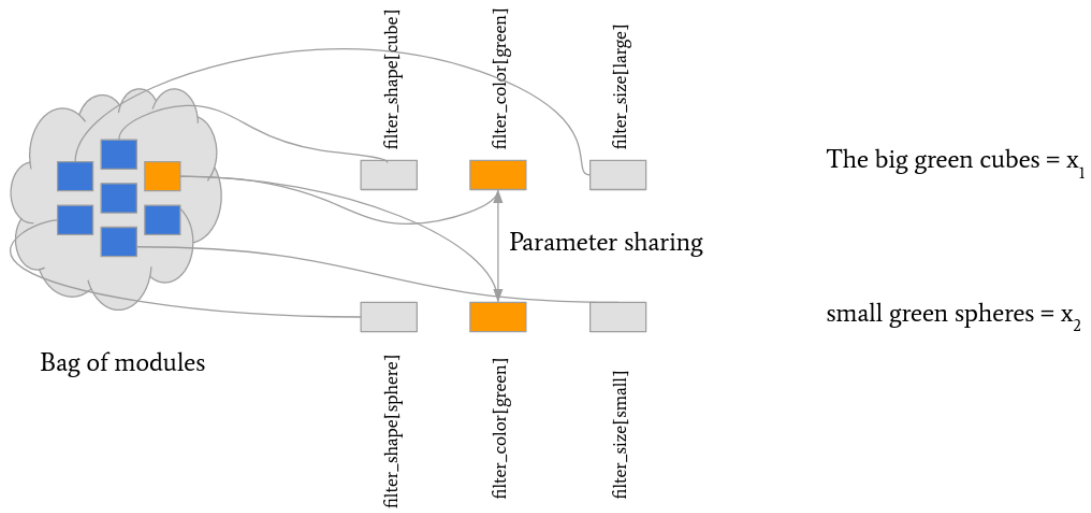 filter_shape[cube]
filter_color[green]
filter_size[large]
The big green cubes = x₁
Parameter sharing
small green spheres = x₂
Bag of modules
filter_shape[sphere]
filter_color[green]
filter_size[small]